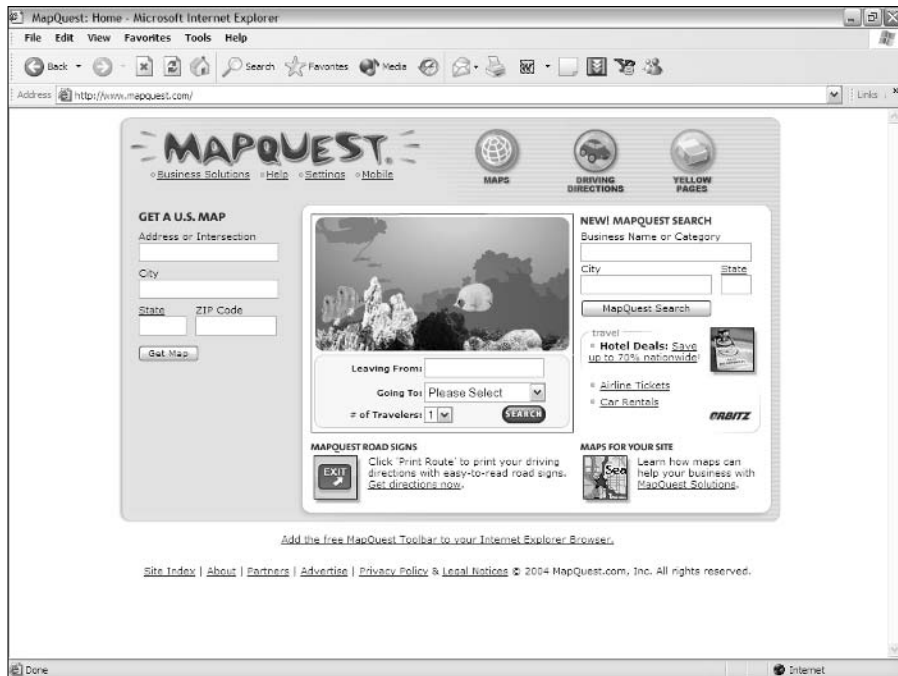 MapQuest: Home - Microsoft Internet Explorer
File Edit View Favorites Tools Help
Back Search Favorites Media
Address http://www.mapquest.com/ Links
MAPQUEST.
Business Solutions Help Settings Mobile
MAPS
DRIVING DIRECTIONS
YELLOW PAGES
GET A U.S. MAP
Address or Intersection
City
State ZIP Code
Get Map
Leaving From:
Going To: Please Select
# of Travelers: 1 SEARCH
NEW! MAPQUEST SEARCH
Business Name or Category
City State
MapQuest Search
travel
Hotel Deals: Save
up to 70% nationwide!
Airline Tickets
Car Rentals
ORBITZ
MAPQUEST ROAD SIGNS
EXIT
Click 'Print Route' to print your driving
directions with easy-to-read road signs.
Get directions now.
MAPS FOR YOUR SITE
Sea
Learn how maps can
help your business with
MapQuest Solutions.
Add the free MapQuest Toolbar to your Internet Explorer Browser.
Site Index | About | Partners | Advertise | Privacy Policy & Legal Notices © 2004 MapQuest.com, Inc. All rights reserved.
Done Internet